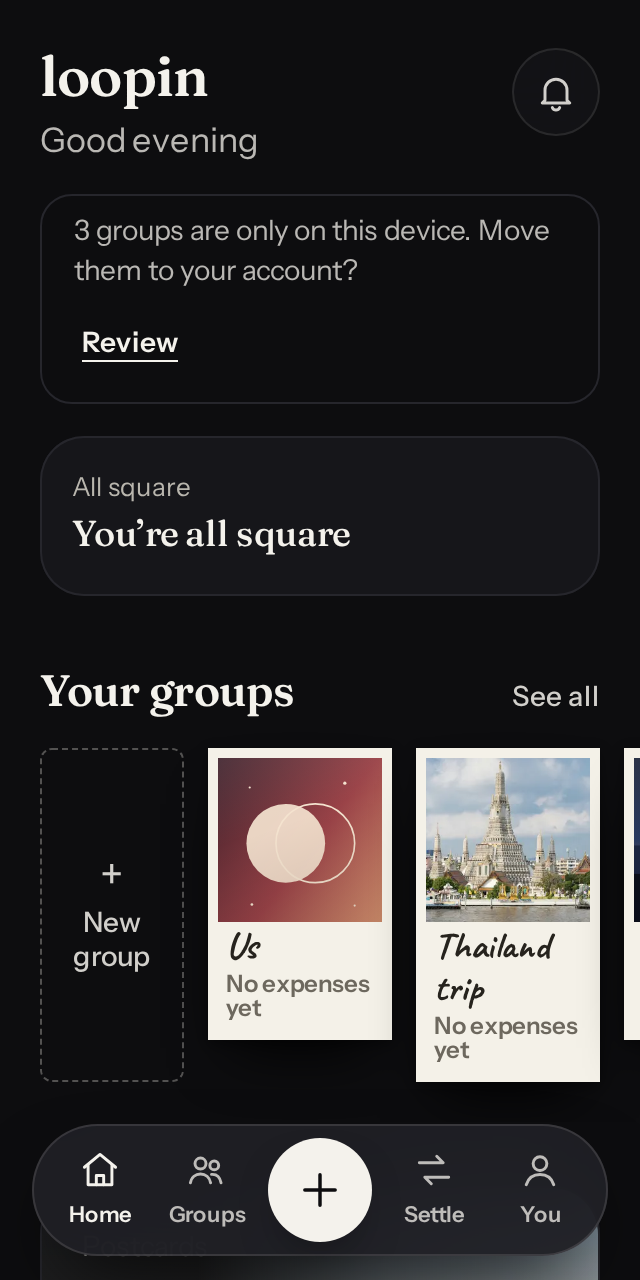 loopin
Good evening
3 groups are only on this device. Move
them to your account?
Review
All square
You’re all square
Your groups
See all
+
New
group
Us
No expenses
yet
Thailand
trip
No expenses
yet
Home
Groups
Settle
You
Postcards